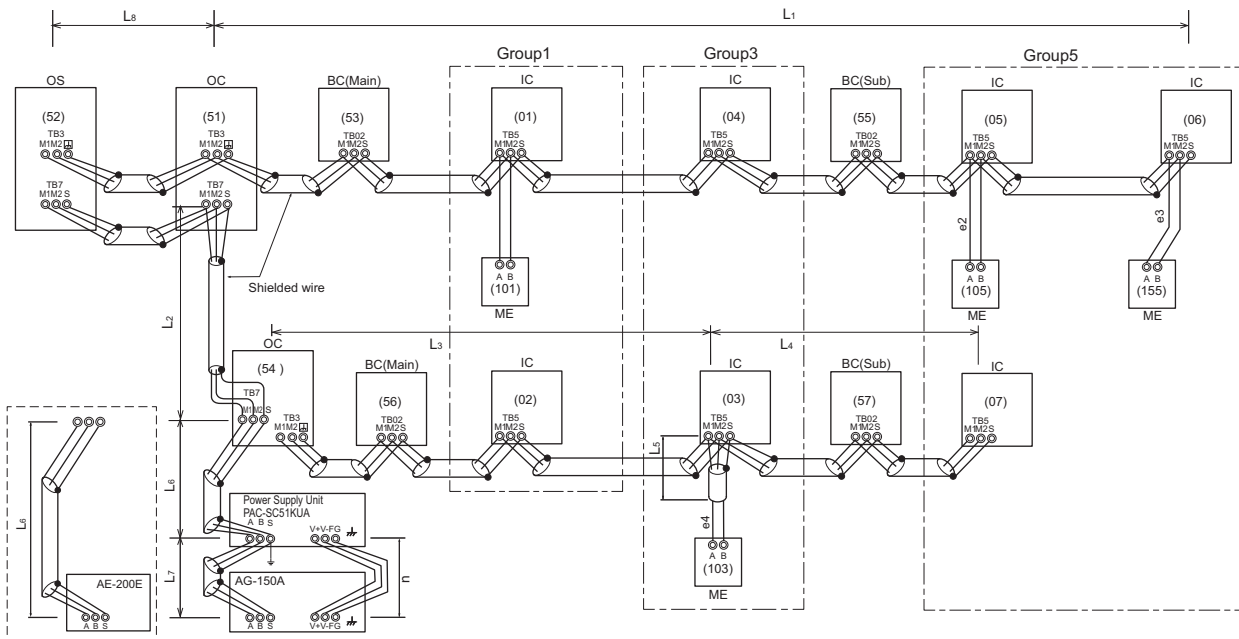 L8
L1
Group1
Group3
Group5
OS
OC
BC(Main)
IC
IC
BC(Sub)
IC
IC
(52)
(51)
(53)
(01)
(04)
(55)
(05)
(06)
TB3
M1M2
TB3
M1M2
TB02
M1M2S
TB5
M1M2S
TB5
M1M2S
TB02
M1M2S
TB5
M1M2S
TB5
M1M2S
TB7
M1M2S
TB7
M1M2 S
e2
e3
Shielded wire
A B
(101)
ME
A B
(105)
ME
A B
(155)
ME
L2
L3
L4
OC
BC(Main)
IC
IC
BC(Sub)
IC
(54 )
(56)
(02)
(03)
(57)
(07)
TB7
M1M2 S
TB3
M1M2
TB02
M1M2S
TB5
M1M2S
TB5
M1M2S
TB02
M1M2S
TB5
M1M2S
L5
L6
L6
e4
Power Supply Unit
PAC-SC51KUA
A B S
V+V-FG
A B
(103)
ME
L7
n
AE-200E
A B S
AG-150A
A B S
V+V-FG